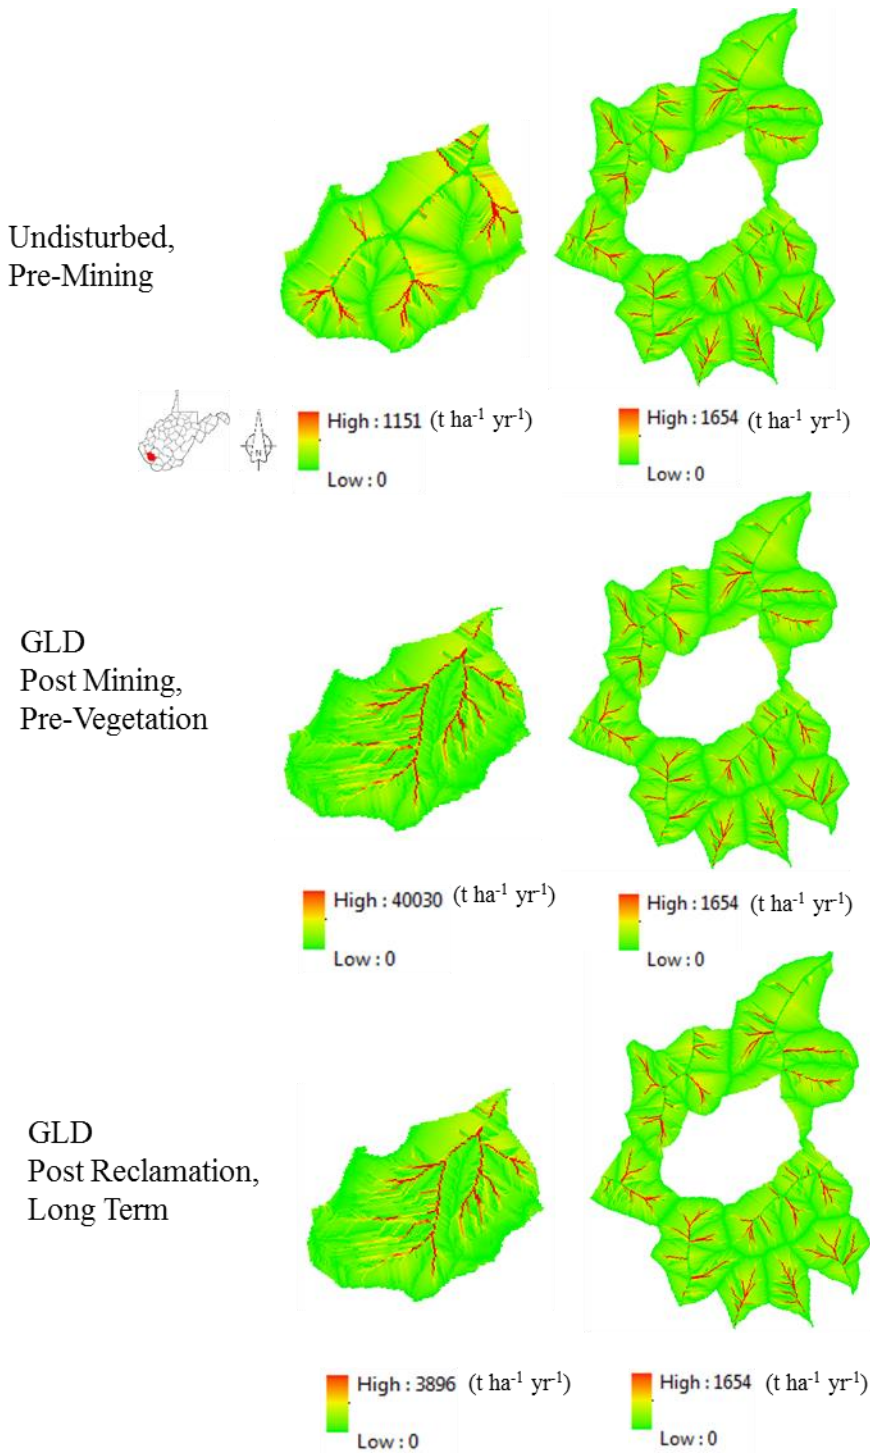 Undisturbed,
Pre-Mining
N
High : 1151 (t ha⁻¹ yr⁻¹)
Low : 0
High : 1654 (t ha⁻¹ yr⁻¹)
Low : 0
GLD
Post Mining,
Pre-Vegetation
High : 40030 (t ha⁻¹ yr⁻¹)
Low : 0
High : 1654 (t ha⁻¹ yr⁻¹)
Low : 0
GLD
Post Reclamation,
Long Term
High : 3896 (t ha⁻¹ yr⁻¹)
Low : 0
High : 1654 (t ha⁻¹ yr⁻¹)
Low : 0